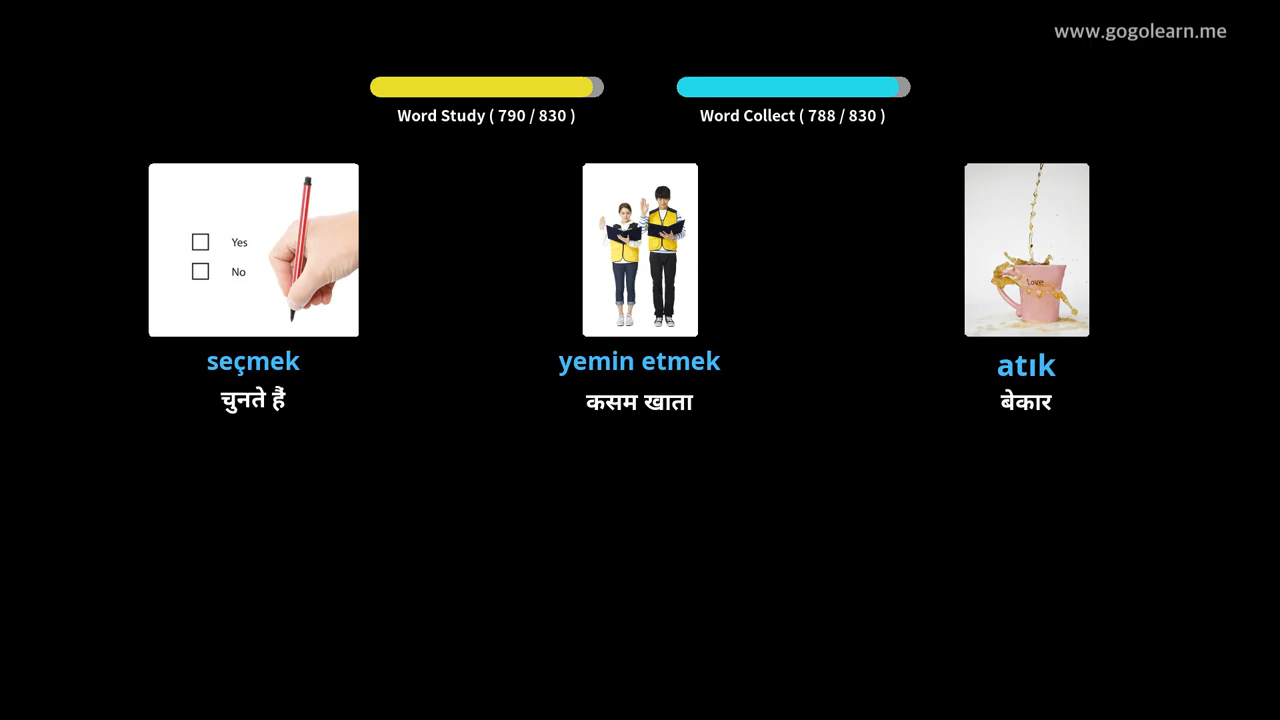 www.gogolearn.me
Word Study ( 790 / 830 )
Word Collect ( 788 / 830 )
Yes
No
love
seçmek
yemin etmek
atık
चुनते हैं
कसम खाता
बेकार